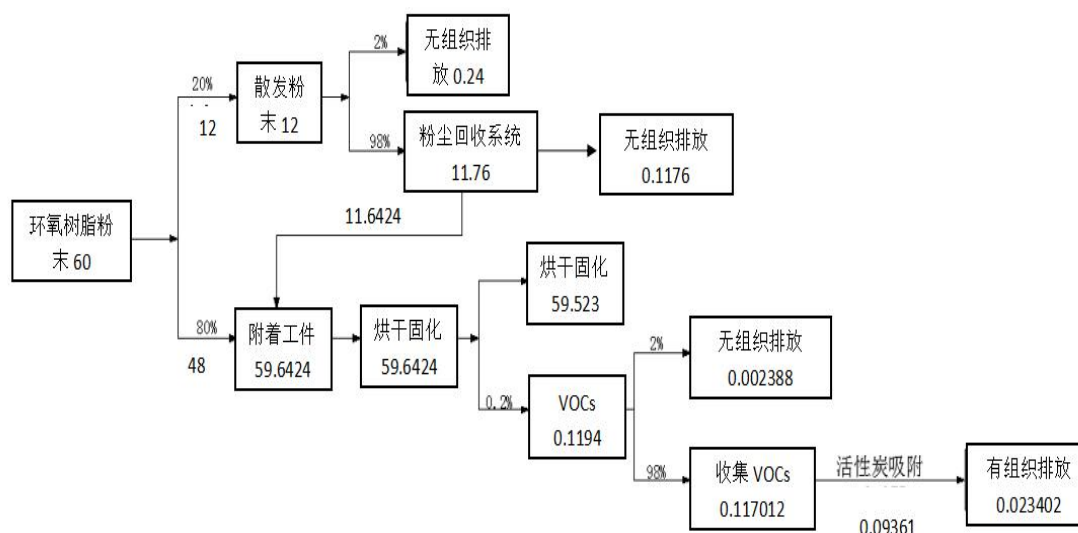 2%
无组织排
放 0.24
20%
散发粉
末 12
12
98%
粉尘回收系统
11.76
无组织排放
0.1176
11.6424
环氧树脂粉
末 60
烘干固化
59.523
80%
48
附着工件
59.6424
烘干固化
59.6424
2%
无组织排放
0.002388
0.2%
VOCs
0.1194
98%
收集 VOCs
0.117012
活性炭吸附
0.09361
有组织排放
0.023402